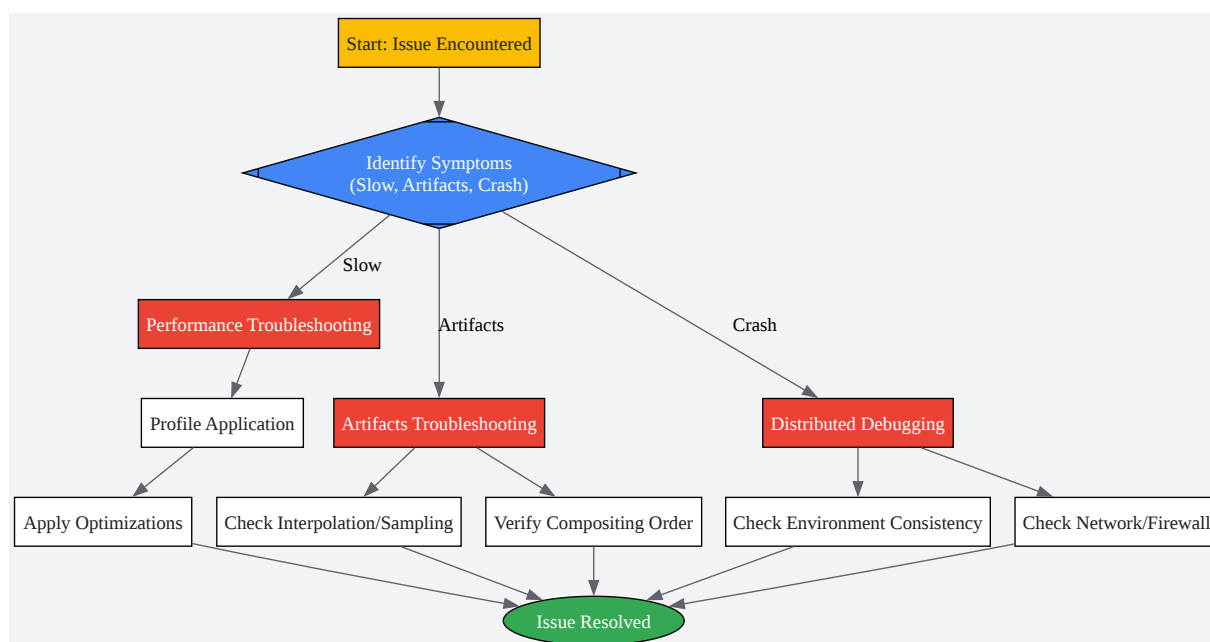 Start: Issue Encountered
Identify Symptoms
(Slow, Artifacts, Crash)
Slow
Performance Troubleshooting
Artifacts
Crash
Profile Application
Artifacts Troubleshooting
Distributed Debugging
Apply Optimizations
Check Interpolation/Sampling
Verify Compositing Order
Check Environment Consistency
Check Network/Firewall
Issue Resolved